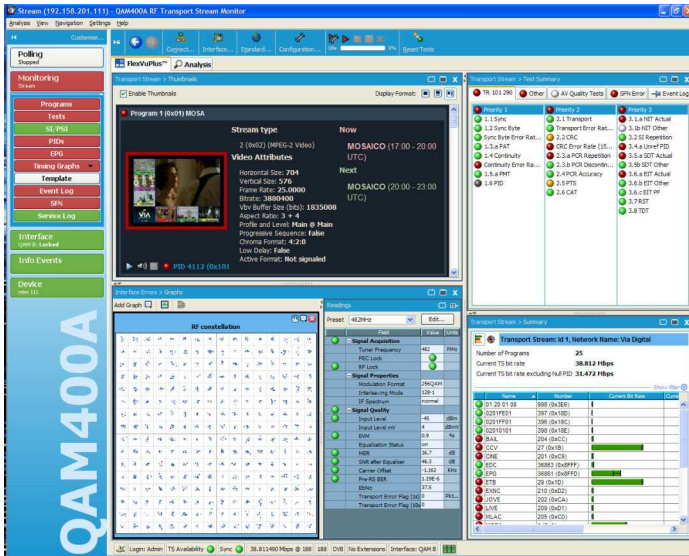 Stream (192.158.201.111) - QAM400A RF Transport Stream Monitor
Analysis View Navigation Settings Help
Customise...
Connect... Interface... Standard... Configuration... Idle 0% Reset Tests
Polling
Stopped
FlexVuPlus™ Analysis
Monitoring
Stream
Programs
Tests
SI/PSI
PIDs
EPG
Timing Graphs
Template
Event Log
SFN
Service Log
Interface
QAM B: Locked
Info Events
Device
QAM400A
Transport Stream > Thumbnails
Enable Thumbnails Display Format:
Program 1 (0x01) MOSA
Stream type
2 (0x02) (MPEG-2 Video)
Video Attributes
Horizontal Size: 704
Vertical Size: 576
Frame Rate: 25.0000
Bitrate: 3880400
Vbv Buffer Size (bits): 1835008
Aspect Ratio: 3 + 4
Profile and Level: Main @ Main
Progressive Sequence: False
Chroma Format: 4:2:0
Low Delay: False
Active Format: Not signaled
Now
MOSAICO (17:00 - 20:00 UTC)
Next
MOSAICO (20:00 - 23:00 UTC)
VIA
PID 4112 (0x10)
Transport Stream > Test Summary
TR 101 290 Other AV Quality Tests SFN Error Event Log
Priority 1
1.1 Sync
1.2 Sync Byte
Sync Byte Error Rat...
1.3.a PAT
1.4 Continuity
Continuity Error Ra...
1.5.a PMT
1.6 PID
Priority 2
2.1 Transport
Transport Error Rat...
2.2 CRC
CRC Error Rate (15...
2.3.a PCR Repetition
2.3.b PCR Discontin...
2.4 PCR Accuracy
2.5 PTS
2.6 CAT
Priority 3
3.1.a NIT Actual
3.1b NIT Other
3.2 SI Repetition
3.4.a Unref PID
3.5.a SDT Actual
3.5b SDT Other
3.6.a EIT Actual
3.6.b EIT Other
3.6.c EIT PF
3.7 RST
3.8 TDT
Interface Errors > Graphs
Add Graph
RF constellation
Readings
Preset 482MHz Edit...
Field Value Units
Signal Acquisition
Tuner Frequency 482 MHz
FEC Lock
RF Lock
Signal Properties
Modulation Format 256QAM
Interleaving Mode 128-1
IF Spectrum normal
Signal Quality
Input Level -45 dBm
Input Level mV 4 dBmV
EVM 0.9 %
Equalization Status on
MER 36.7 dB
SNR after Equalizer 46.3 dB
Carrier Offset -1.162 KHz
Pre-RS BER 1.19E-6
EbNo 37.5
Transport Error Flag (1s) 0 Pkt...
Transport Error Flag (10s) 0
Transport Stream > Summary
Transport Stream: Id 1, Network Name: Via Digital
Number of Programs 25
Current TS bit rate 38.812 Mbps
Current TS bit rate excluding Null PID 31.472 Mbps
Show filter
Name Number Current Bit Rate
01 20 01 08 998 (0x3E6)
0201FE01 397 (0x18D)
0201FF01 396 (0x18C)
02010101 398 (0x18E)
BAIL 204 (0xCC)
CCV 27 (0x1B)
CINE 201 (0xC9)
EDC 36863 (0x8FFF)
EPG 36861 (0x8FFD)
ETB 29 (0x1D)
EXNC 210 (0xD2)
JOVE 202 (0xCA)
LIVE 209 (0xD1)
MLAC 205 (0xCD)
Login: Admin TS Availability Sync 38.811490 Mbps @ 188 188 DVB No Extensions Interface: QAM B